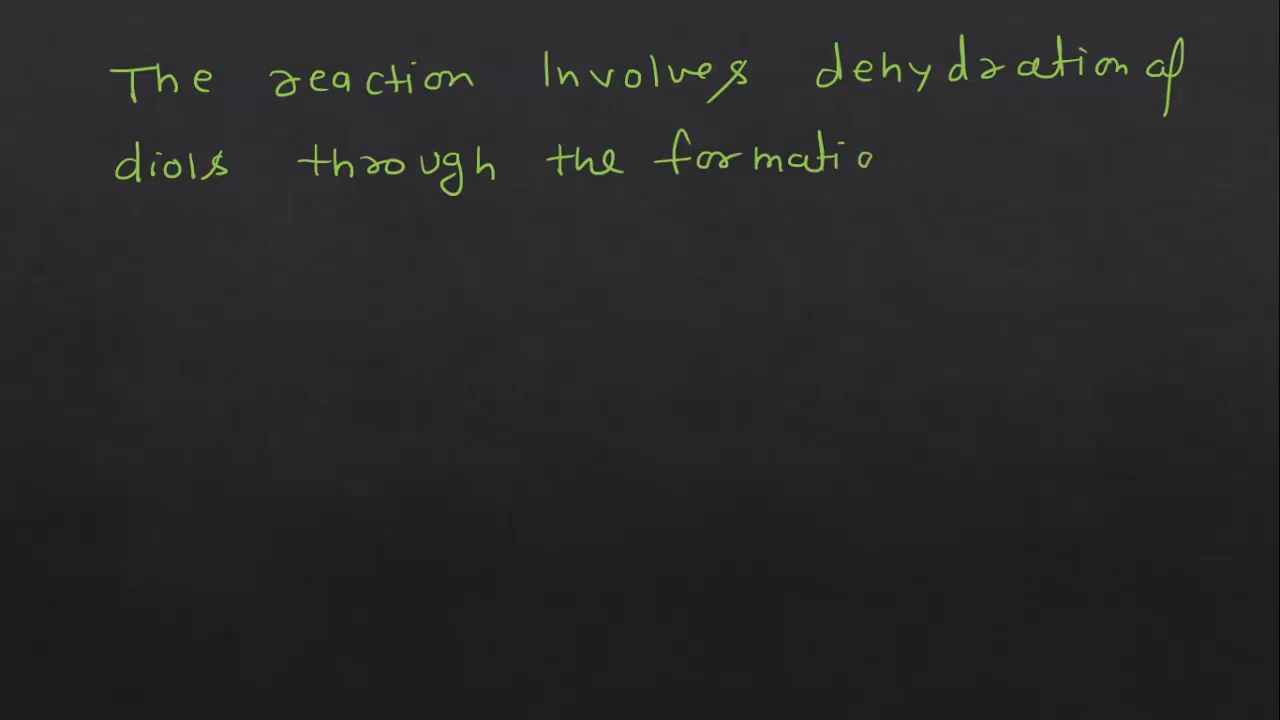 The reaction Involves dehydration of
diols through the formatio